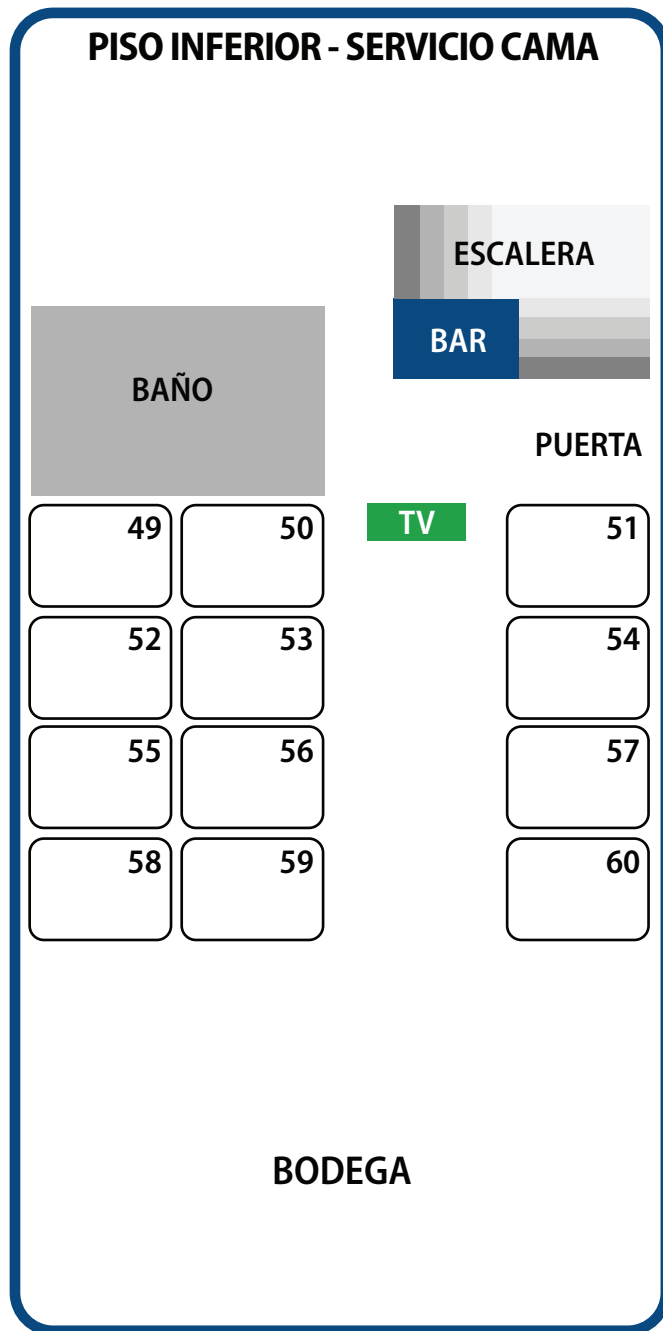 PISO INFERIOR - SERVICIO CAMA
ESCALERA
BAR
BAÑO
PUERTA
49 50 TV 51
52 53 54
55 56 57
58 59 60
BODEGA